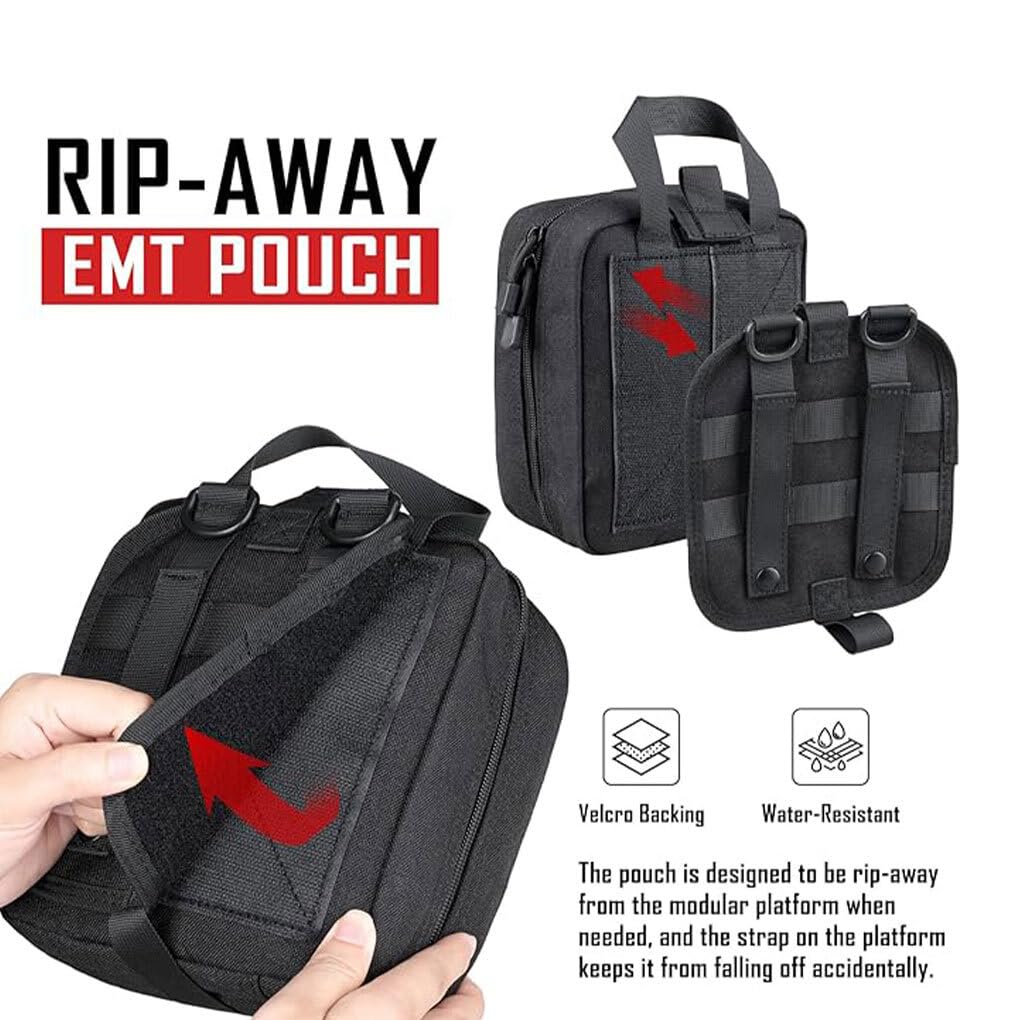 RIP-AWAY
EMT POUCH
Velcro Backing
Water-Resistant
The pouch is designed to be rip-away
from the modular platform when
needed, and the strap on the platform
keeps it from falling off accidentally.